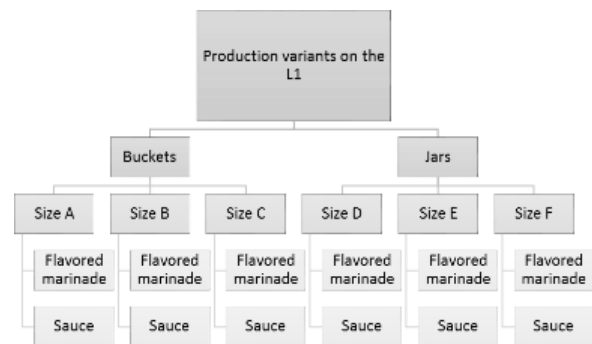 Production variants on the
L1
Buckets
Jars
Size A
Size B
Size C
Size D
Size E
Size F
Flavored
marinade
Flavored
marinade
Flavored
marinade
Flavored
marinade
Flavored
marinade
Flavored
marinade
Sauce
Sauce
Sauce
Sauce
Sauce
Sauce